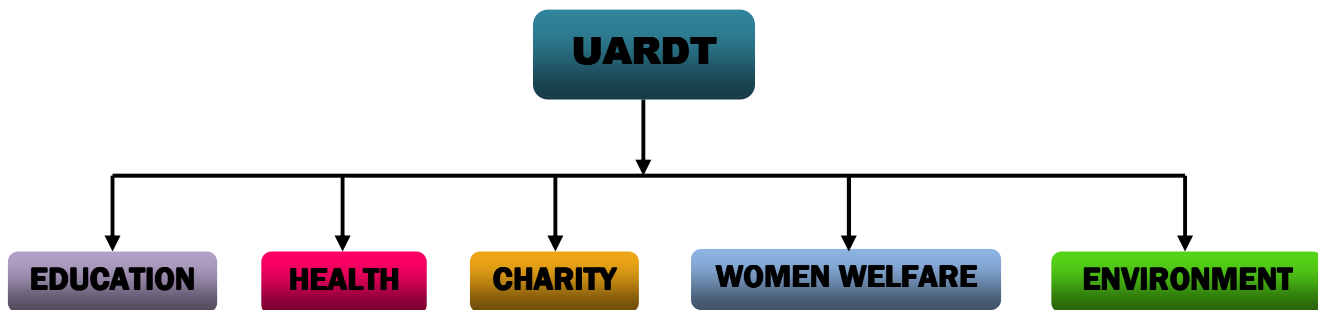 UARDT
EDUCATION
HEALTH
CHARITY
WOMEN WELFARE
ENVIRONMENT